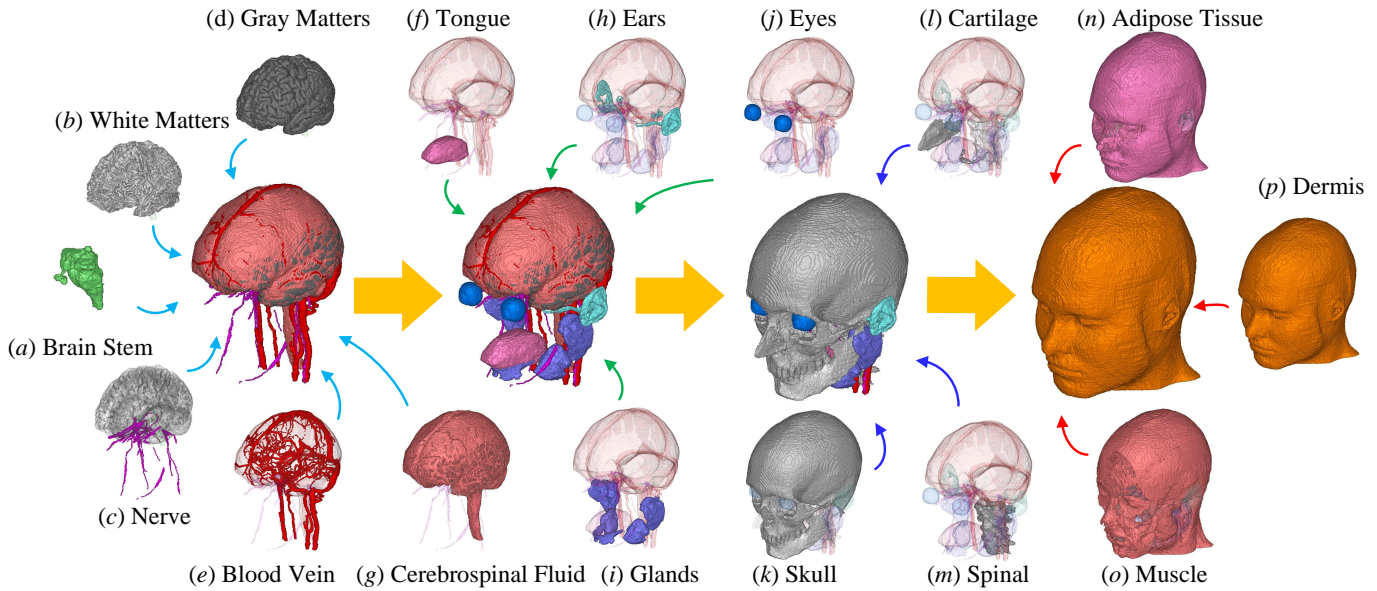 (d) Gray Matters
(f) Tongue
(h) Ears
(j) Eyes
(l) Cartilage
(n) Adipose Tissue
(b) White Matters
(p) Dermis
(a) Brain Stem
(c) Nerve
(e) Blood Vein
(g) Cerebrospinal Fluid
(i) Glands
(k) Skull
(m) Spinal
(o) Muscle